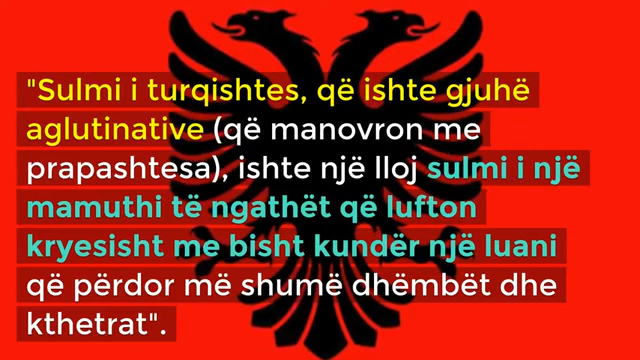 "Sulmi i turqishtes, që ishte gjuhë
aglutinative (që manovron me
prapashtesa), ishte një lloj sulmi i një
mamuthi të ngathët që lufton
kryesisht me bisht kundër një luani
që përdor më shumë dhëmbët dhe
kthetrat".